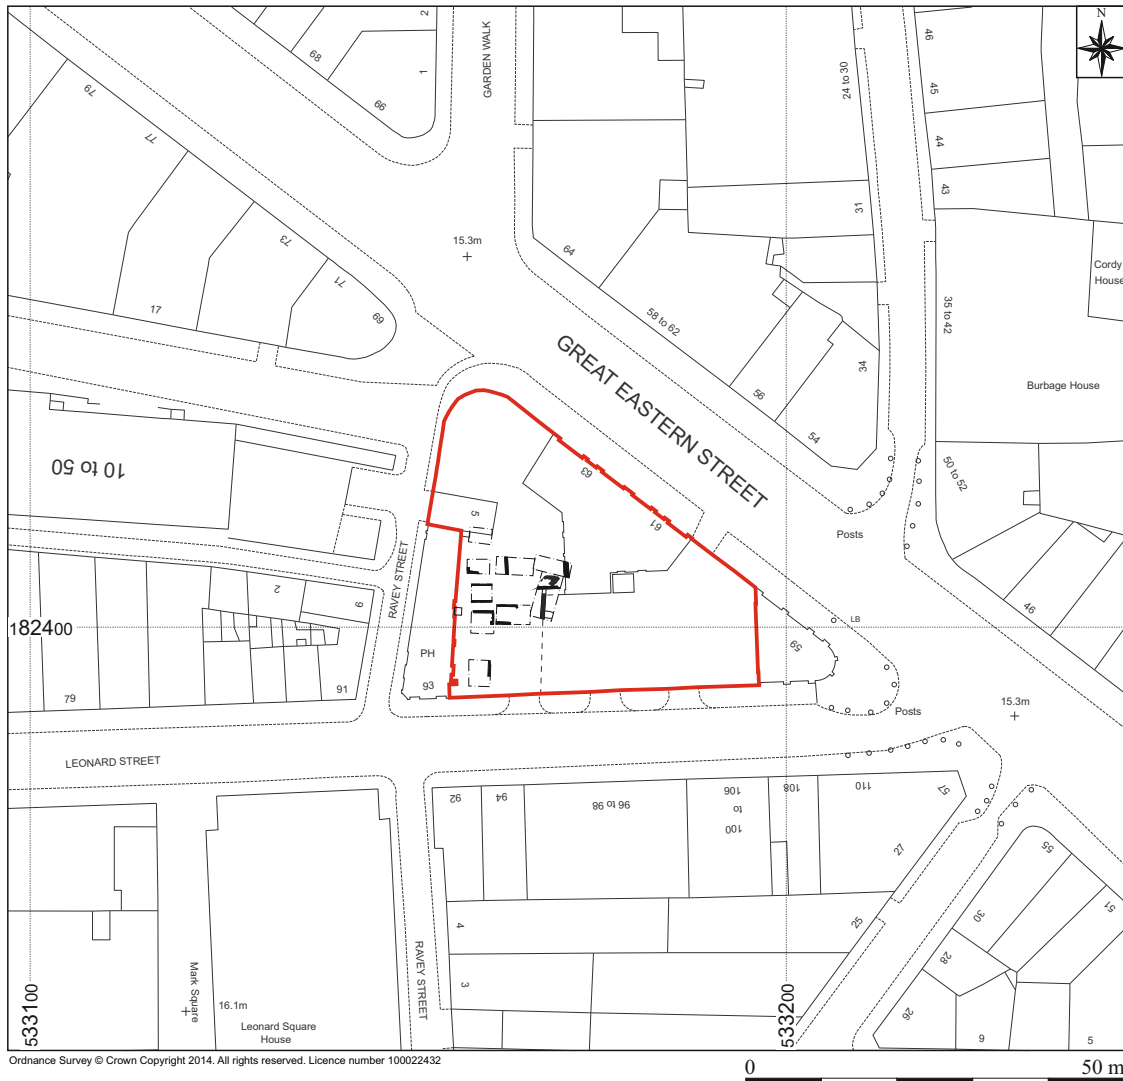 N
2
1
68
66
GARDEN WALK
24 to 30
46
45
44
43
79
77
73
71
69
17
15.3m
64
58 to 62
56
54
31
34
35 to 42
Cordy
House
Burbage House
GREAT EASTERN STREET
63
61
59
10 to 50
5
50 to 52
Posts
46
RAVEY STREET
2
6
182400
PH
93
91
79
LB
Posts
15.3m
LEONARD STREET
92
94
96 to 98
100
to
106
108
110
57
27
25
55
51
30
28
26
9
5
4
3
RAVEY STREET
Mark Square
16.1m
Leonard Square
House
533100
533200
Ordnance Survey © Crown Copyright 2014. All rights reserved. Licence number 100022432
0
50 m